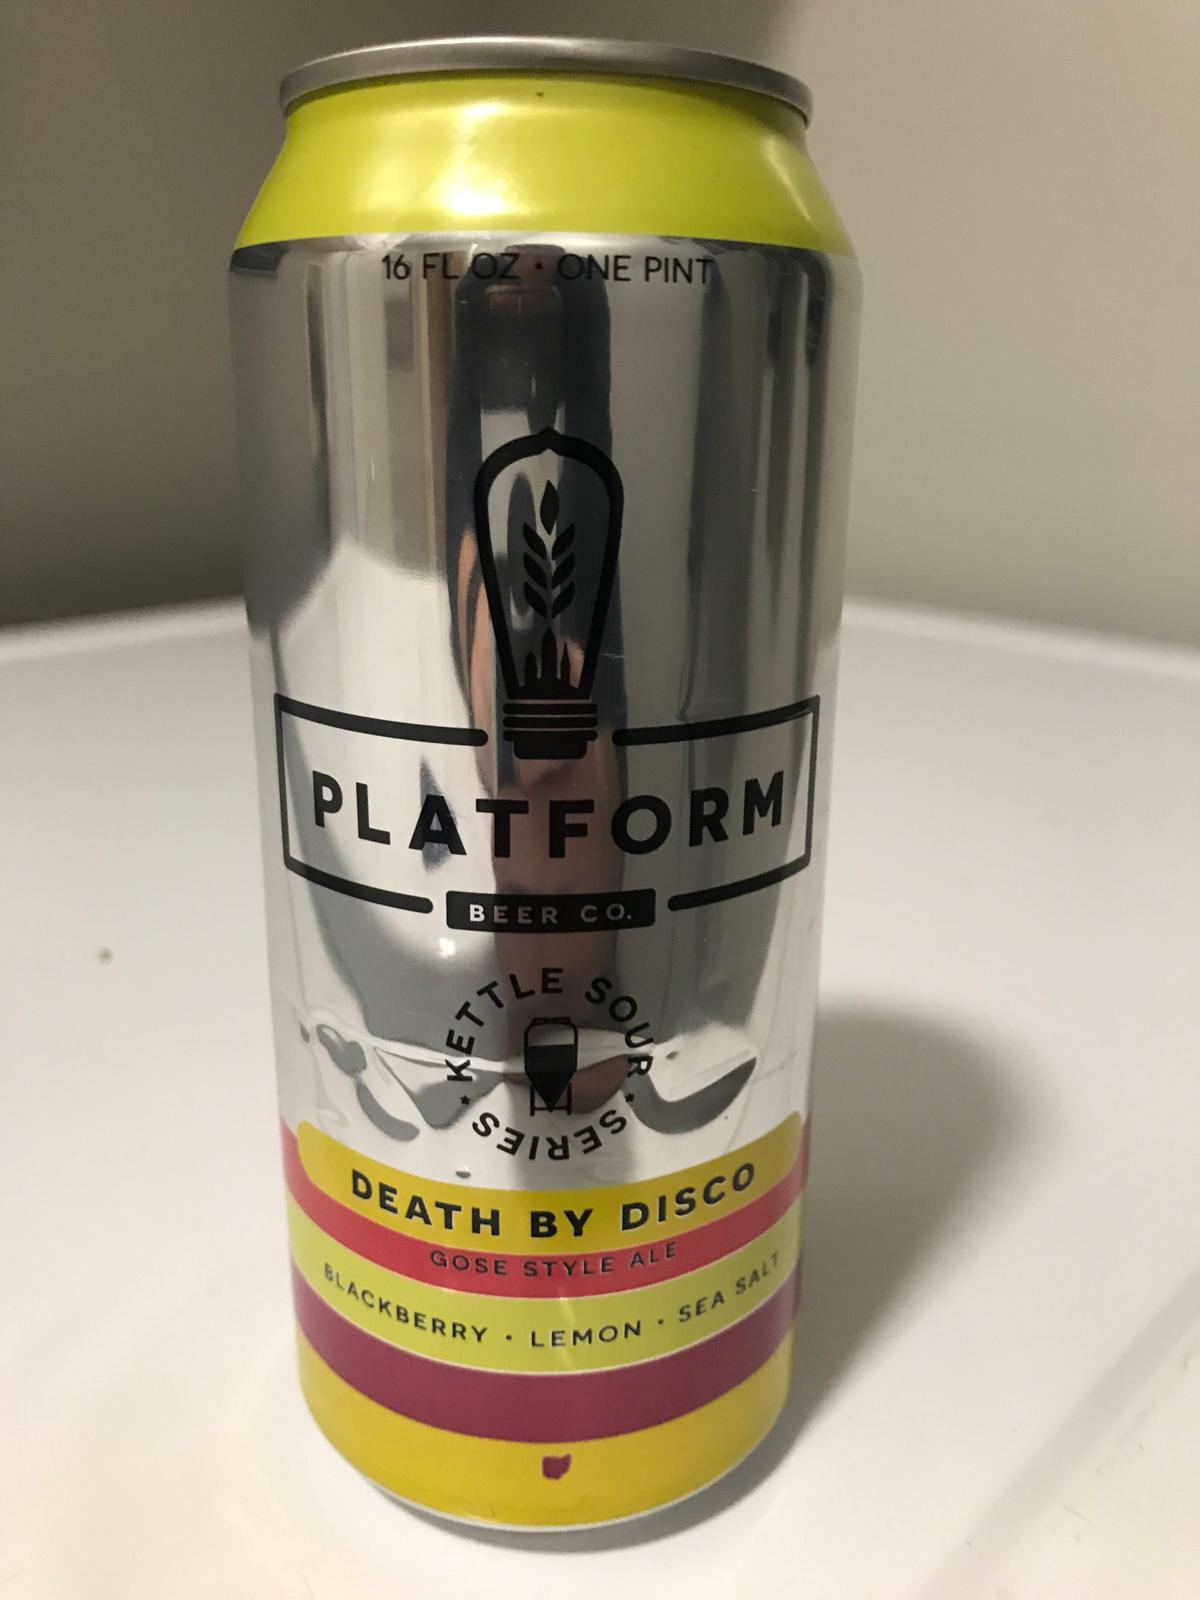 16 FL OZ · ONE PINT
PLATFORM
BEER CO.
KETTLE SOUR
SERIES
DEATH BY DISCO
GOSE STYLE ALE
BLACKBERRY · LEMON · SEA SALT